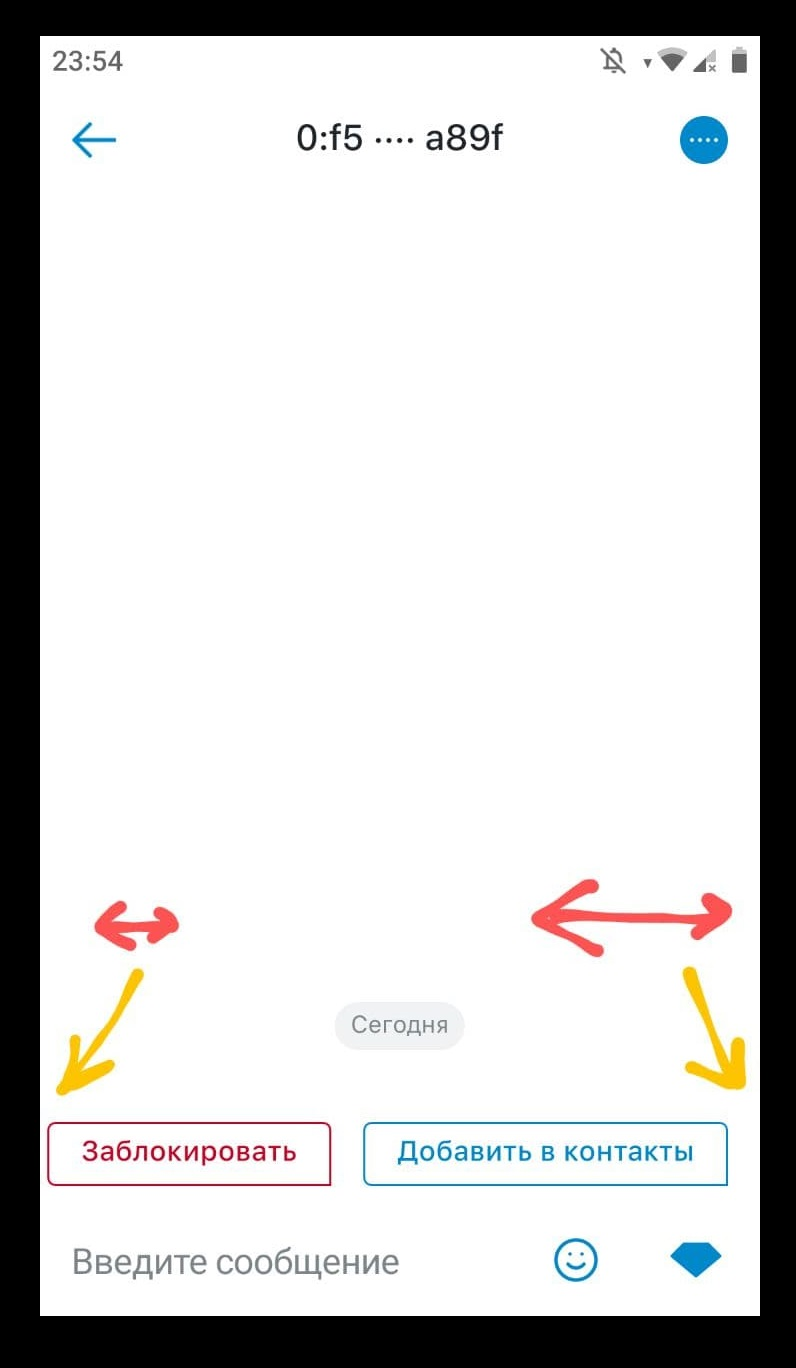 23:54
0:f5 ···· a89f
Сегодня
Заблокировать
Добавить в контакты
Введите сообщение